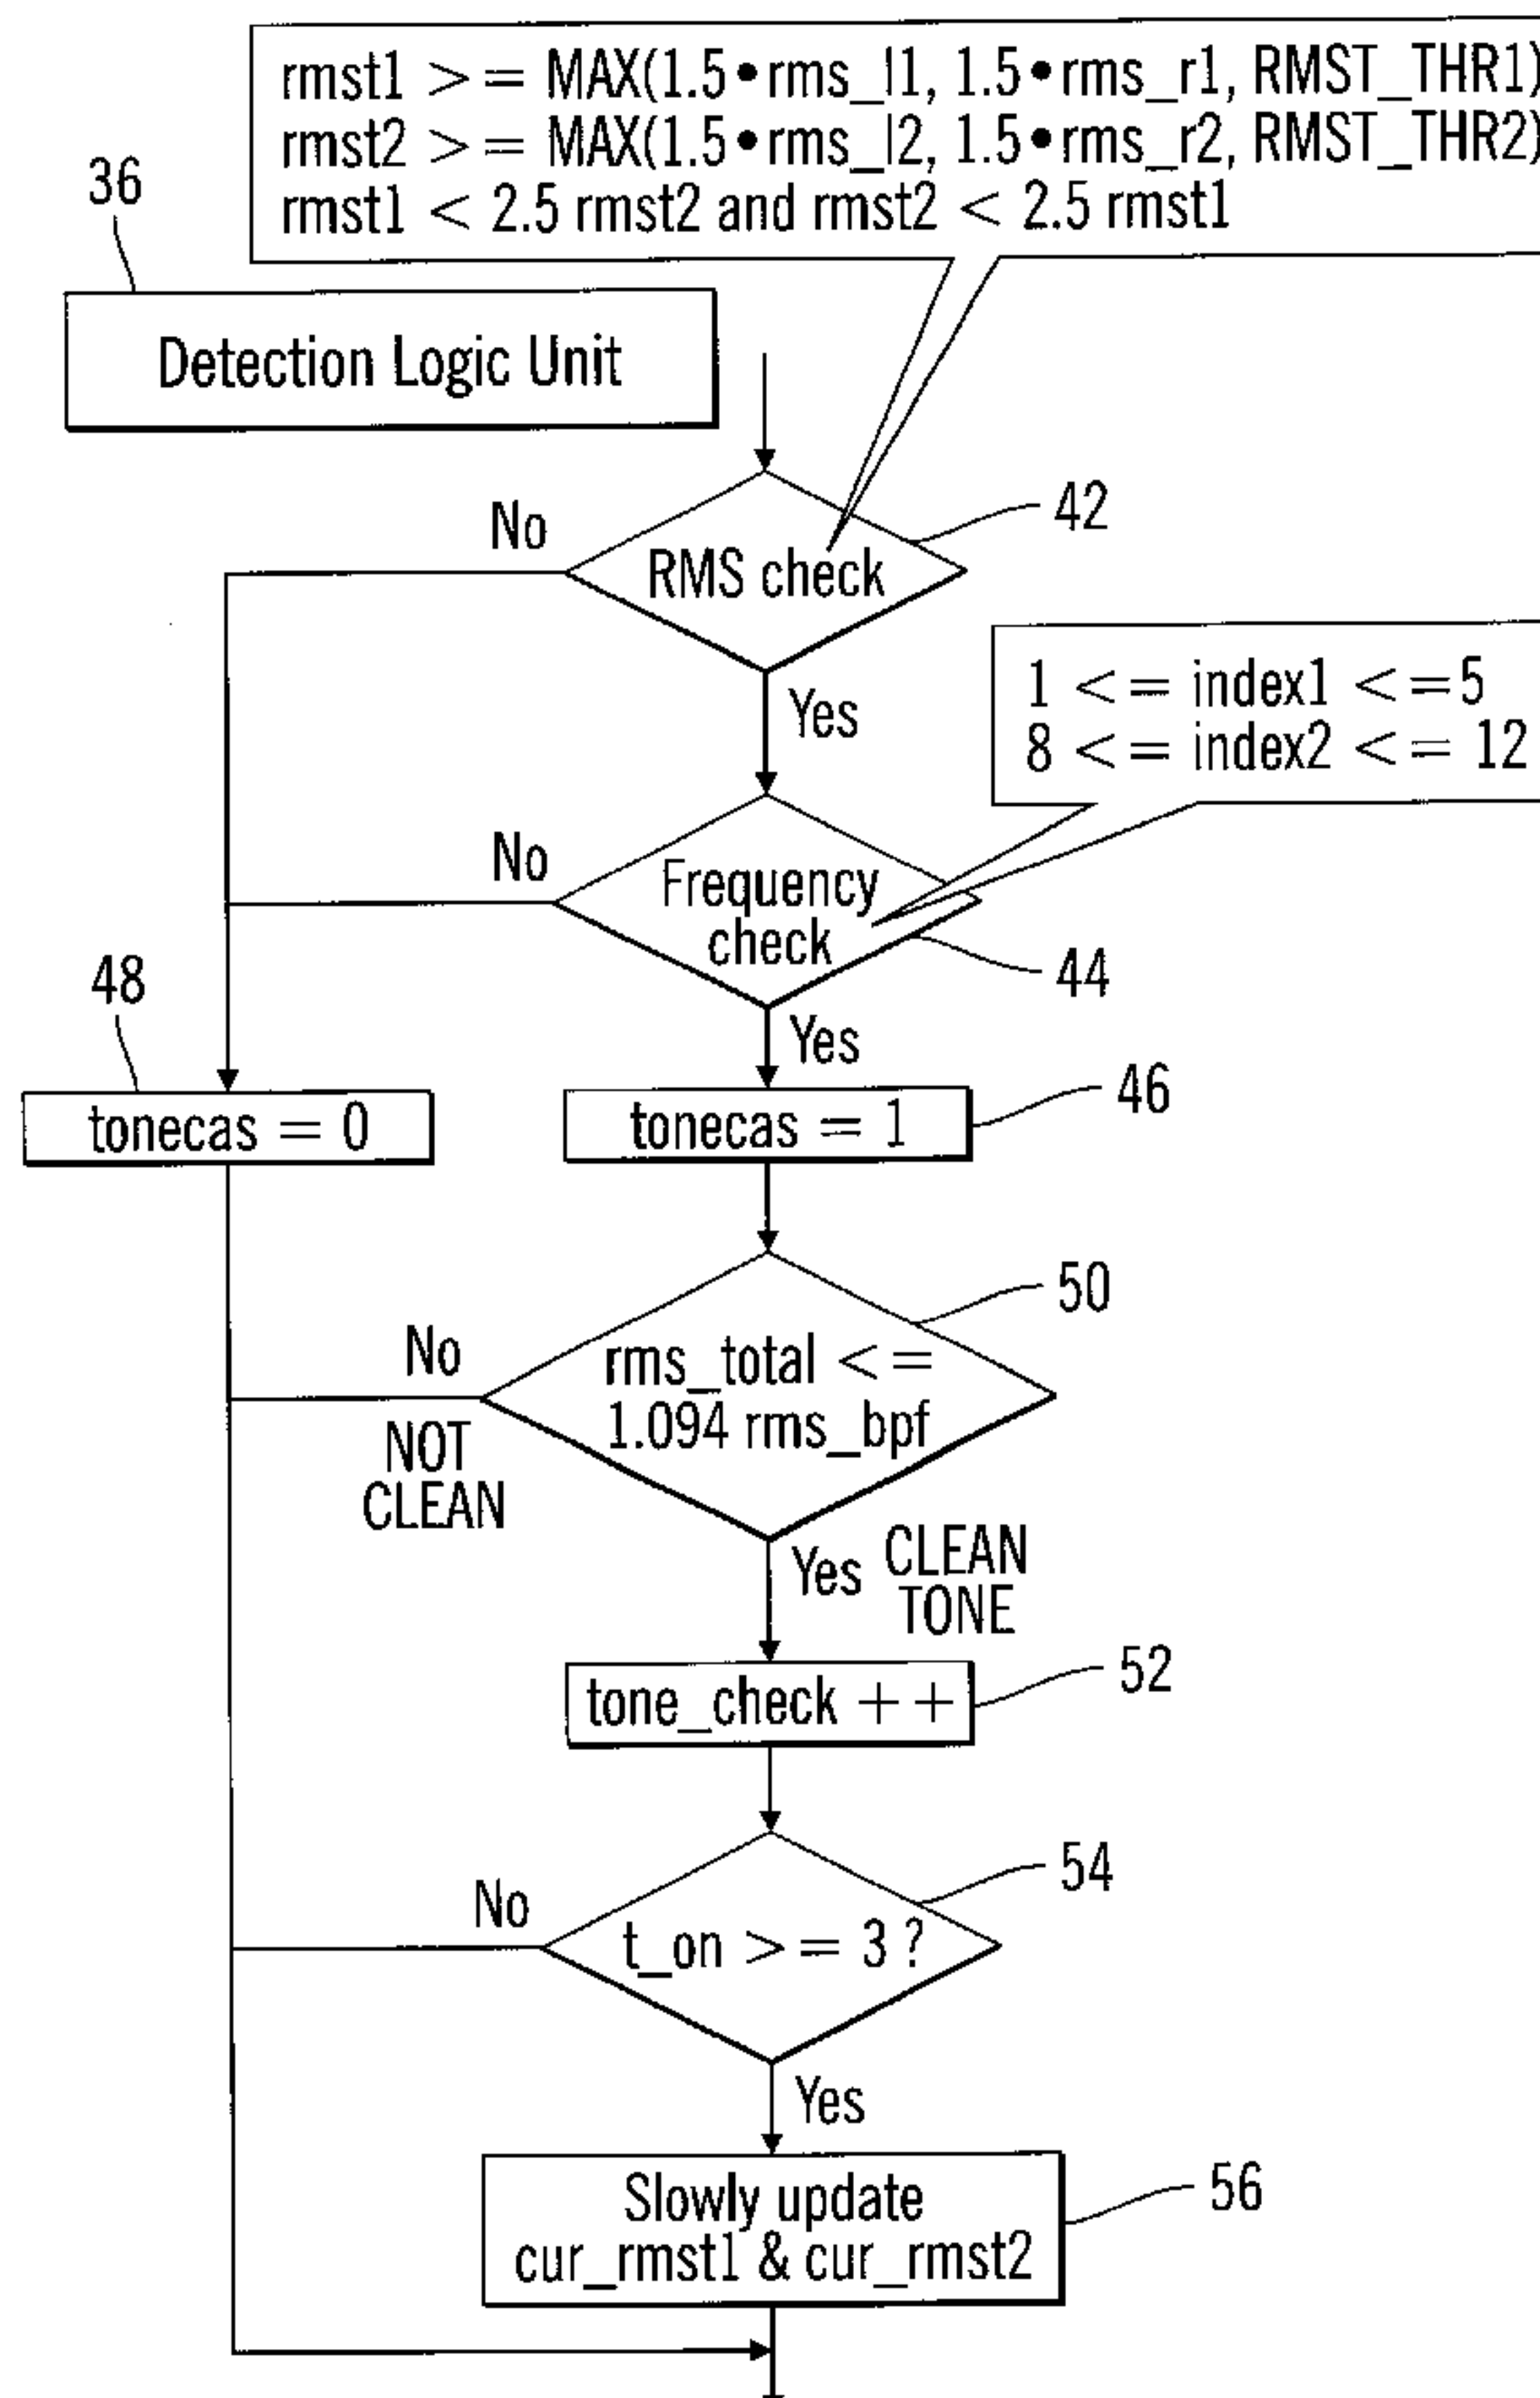 rmst1 >= MAX(1.5•rms_l1, 1.5•rms_r1, RMST_THR1)
rmst2 >= MAX(1.5•rms_l2, 1.5•rms_r2, RMST_THR2)
rmst1 < 2.5 rmst2 and rmst2 < 2.5 rmst1
36
Detection Logic Unit
42
No
RMS check
Yes
1 <= index1 <=5
8 <= index2 <= 12
No
Frequency
check
44
Yes
48
46
tonecas = 0
tonecas = 1
50
No
rms_total <=
1.094 rms_bpf
NOT
CLEAN
Yes
CLEAN
TONE
52
tone_check ++
54
No
t_on >= 3 ?
Yes
56
Slowly update
cur_rmst1 & cur_rmst2